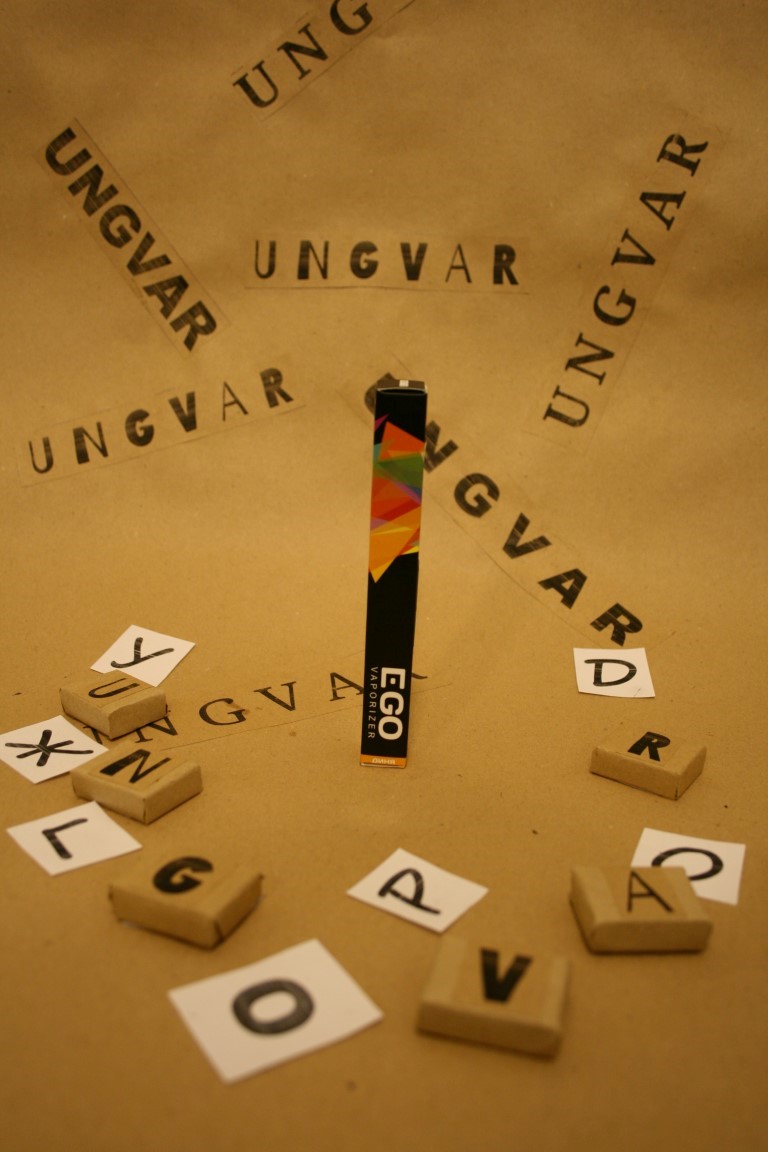 UNG
UNGVAR
UNGVAR
UNGVAR
UNGVAR
UNGVAR
UNGVAR
EGO
VAPORIZER
У
U
Ж
N
Г
G
О
Р
V
A
О
R
D